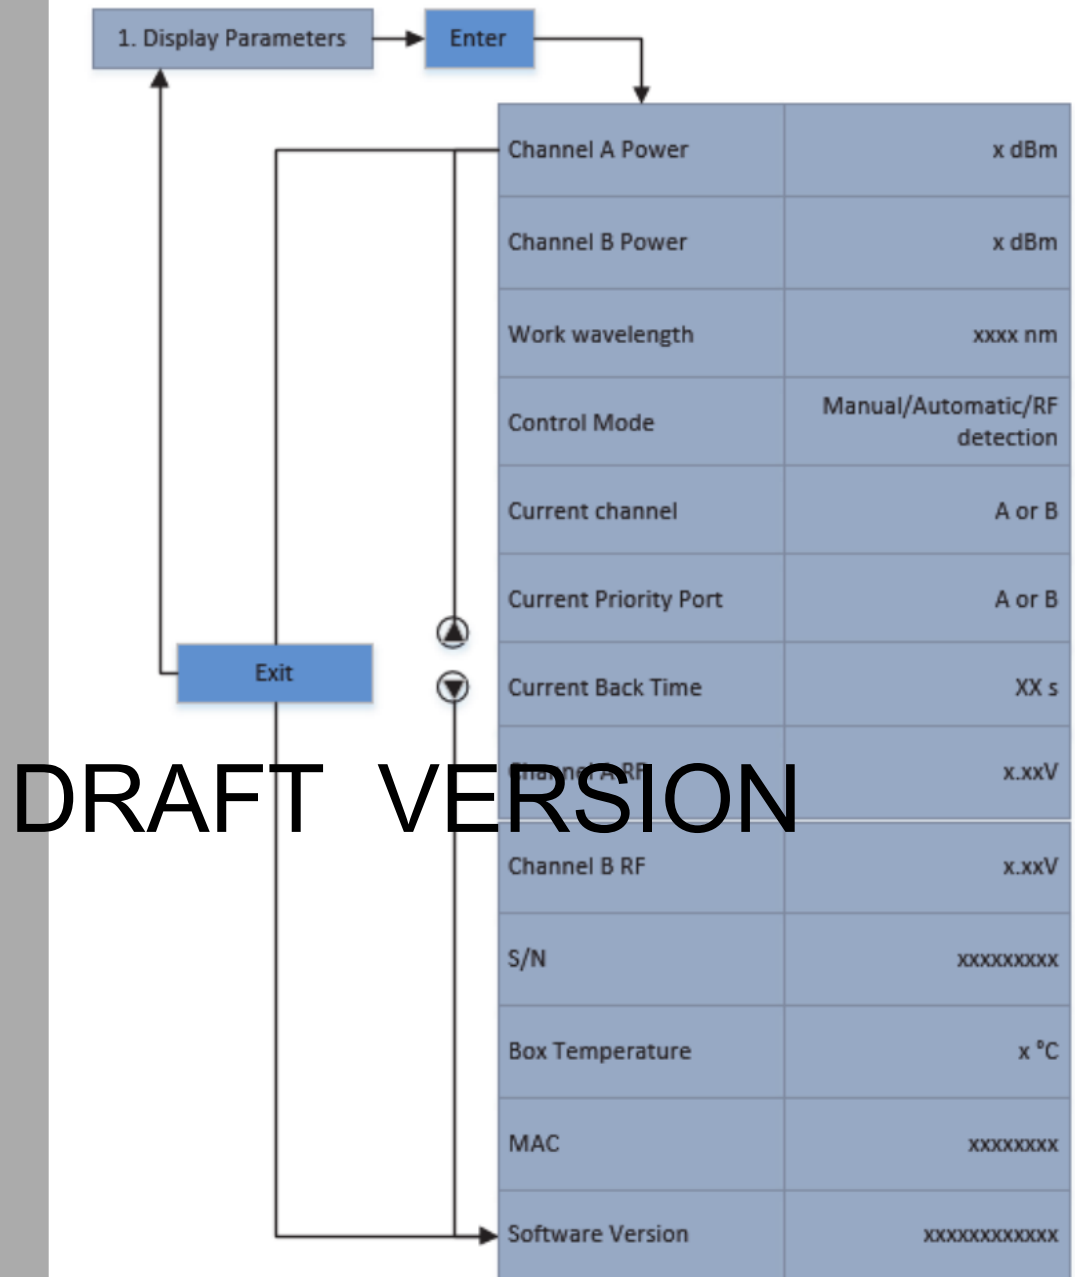 1. Display Parameters
Enter
Channel A Power
x dBm
Channel B Power
x dBm
Work wavelength
xxxx nm
Control Mode
Manual/Automatic/RF
detection
Current channel
A or B
Current Priority Port
A or B
Exit
Current Back Time
XX s
Channel A RF
x.xxV
DRAFT VERSION
Channel B RF
x.xxV
S/N
xxxxxxxxx
Box Temperature
x °C
MAC
xxxxxxxx
Software Version
xxxxxxxxxxxx